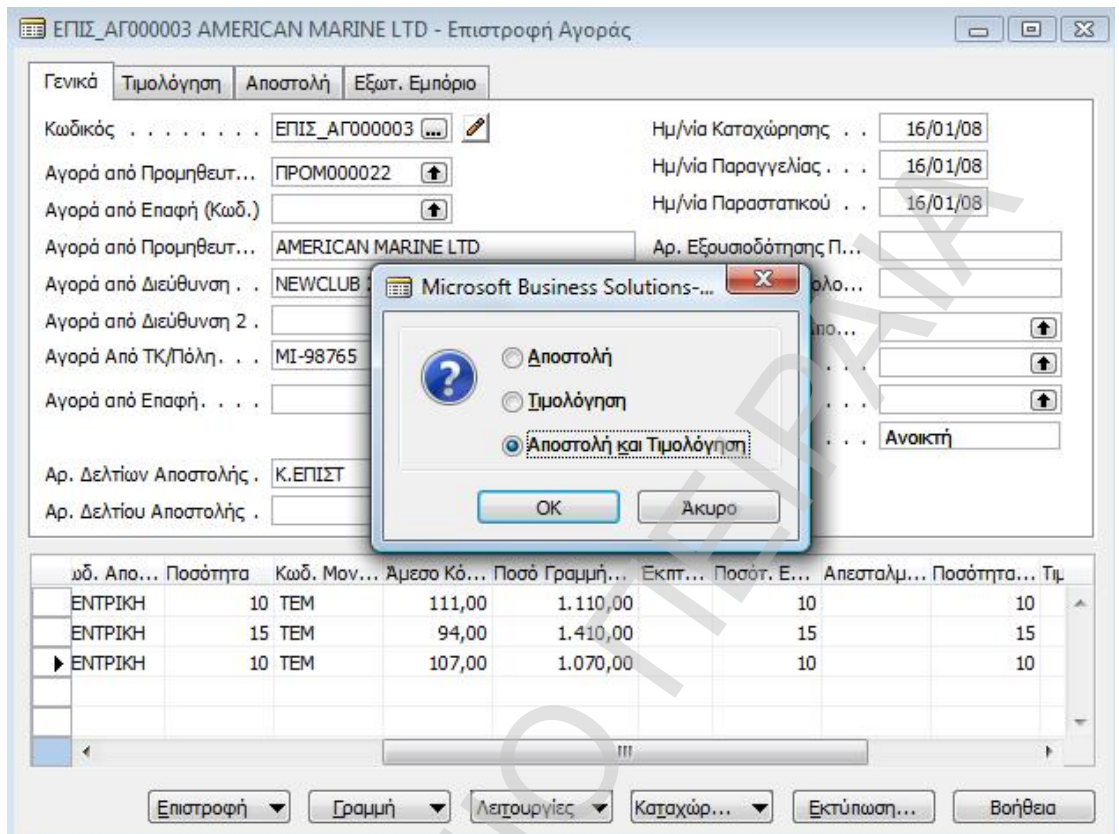 ΕΠΙΣ_ΑΓ000003 AMERICAN MARINE LTD - Επιστροφή Αγοράς
Γενικά Τιμολόγηση Αποστολή Εξωτ. Εμπόριο
Κωδικός . . . . . . . . ΕΠΙΣ_ΑΓ000003 ... Ημ/νία Καταχώρησης . . 16/01/08
Αγορά από Προμηθευτ... ΠΡΟΜ000022 Ημ/νία Παραγγελίας . . . 16/01/08
Αγορά από Επαφή (Κωδ.) Ημ/νία Παραστατικού . . 16/01/08
Αγορά από Προμηθευτ... AMERICAN MARINE LTD Αρ. Εξουσιοδότησης Π...
Αγορά από Διεύθυνση . . NEWCLUB
Microsoft Business Solutions-...
Αγορά από Διεύθυνση 2 .
Αγορά Από ΤΚ/Πόλη. . . MI-98765
Αποστολή
Αγορά από Επαφή. . . .
Τιμολόγηση
Αποστολή και Τιμολόγηση
. . . Ανοικτή
Αρ. Δελτίων Αποστολής . Κ.ΕΠΙΣΤ
Αρ. Δελτίου Αποστολής .
OK Άκυρο
ωδ. Απο... Ποσότητα Κωδ. Μον... Άμεσο Κό... Ποσό Γραμμή... Εκπτ... Ποσότ. Ε... Απεσταλμ... Ποσότητα... Τιμ
ΕΝΤΡΙΚΗ 10 ΤΕΜ 111,00 1.110,00 10 10
ΕΝΤΡΙΚΗ 15 ΤΕΜ 94,00 1.410,00 15 15
ΕΝΤΡΙΚΗ 10 ΤΕΜ 107,00 1.070,00 10 10
Επιστροφή Γραμμή Λειτουργίες Καταχώρ... Εκτύπωση... Βοήθεια
ΠΕΙΡΑΙΑ